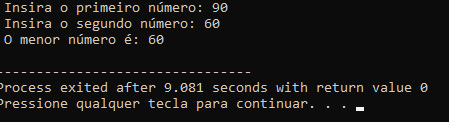 Insira o primeiro número: 90
Insira o segundo número: 60
O menor número é: 60
--------------------------------
Process exited after 9.081 seconds with return value 0
Pressione qualquer tecla para continuar. . .